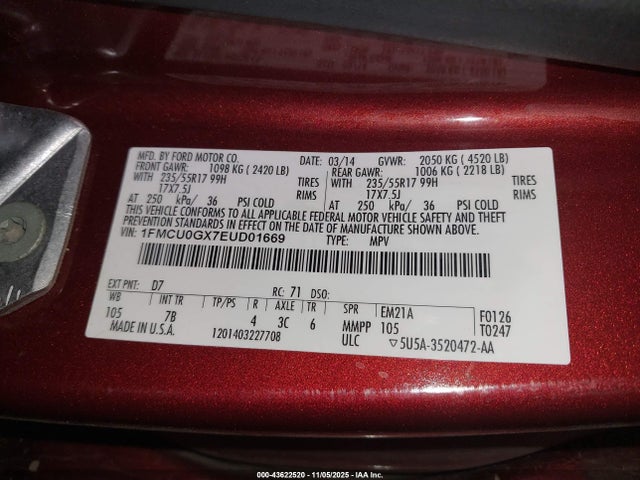 MFD. BY FORD MOTOR CO.
DATE: 03/14 GVWR: 2050 KG ( 4520 LB)
FRONT GAWR: 1098 KG ( 2420 LB) REAR GAWR: 1006 KG ( 2218 LB)
WITH 235/55R17 99H TIRES WITH 235/55R17 99H TIRES
17X7.5J RIMS 17X7.5J RIMS
AT 250 kPa/ 36 PSI COLD AT 250 kPa/ 36 PSI COLD
THIS VEHICLE CONFORMS TO ALL APPLICABLE FEDERAL MOTOR VEHICLE SAFETY AND THEFT
PREVENTION STANDARDS IN EFFECT ON THE DATE OF MANUFACTURE SHOWN ABOVE.
VIN: 1FMCU0GX7EUD01669 TYPE: MPV
EXT PNT: D7 RC: 71 DSO:
WB INT TR TP/PS R AXLE TR SPR EM21A F0126
105 7B 4 3C 6 MMPP 105 T0247
MADE IN U.S.A. 1201403227708 ULC ▽5U5A-3520472-AA
000-43622520 - 11/05/2025 - COPYRIGHT © IAA, INC.